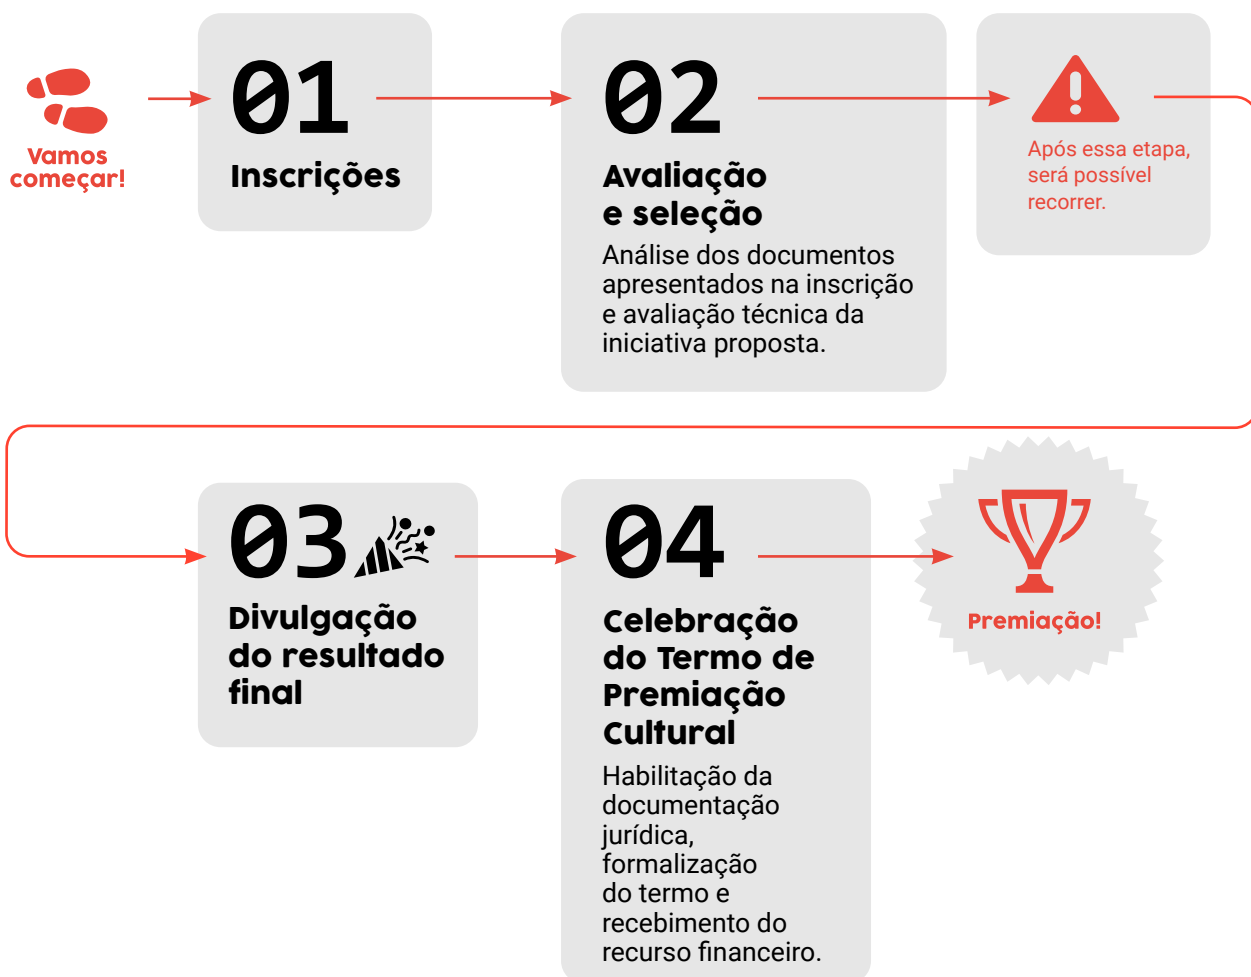 Vamos
começar!
01
Inscrições
02
Avaliação
e seleção
Análise dos documentos
apresentados na inscrição
e avaliação técnica da
iniciativa proposta.
Após essa etapa,
será possível
recorrer.
03
Divulgação
do resultado
final
04
Celebração
do Termo de
Premiação
Cultural
Habilitação da
documentação
jurídica,
formalização
do termo e
recebimento do
recurso financeiro.
Premiação!